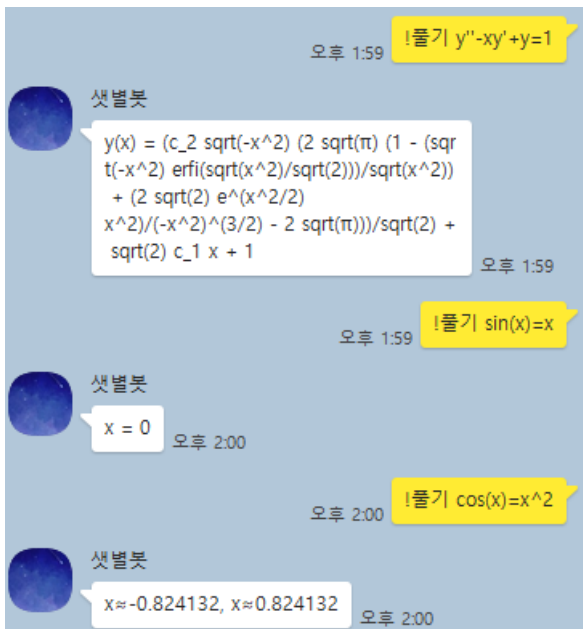 !풀기 y''-xy'+y=1
오후 1:59
샛별봇
y(x) = (c_2 sqrt(-x^2) (2 sqrt(π) (1 - (sqr
t(-x^2) erfi(sqrt(x^2)/sqrt(2)))/sqrt(x^2))
+ (2 sqrt(2) e^(x^2/2)
x^2)/(-x^2)^(3/2) - 2 sqrt(π)))/sqrt(2) +
sqrt(2) c_1 x + 1
오후 1:59
!풀기 sin(x)=x
오후 1:59
샛별봇
x = 0
오후 2:00
!풀기 cos(x)=x^2
오후 2:00
샛별봇
x≈-0.824132, x≈0.824132
오후 2:00